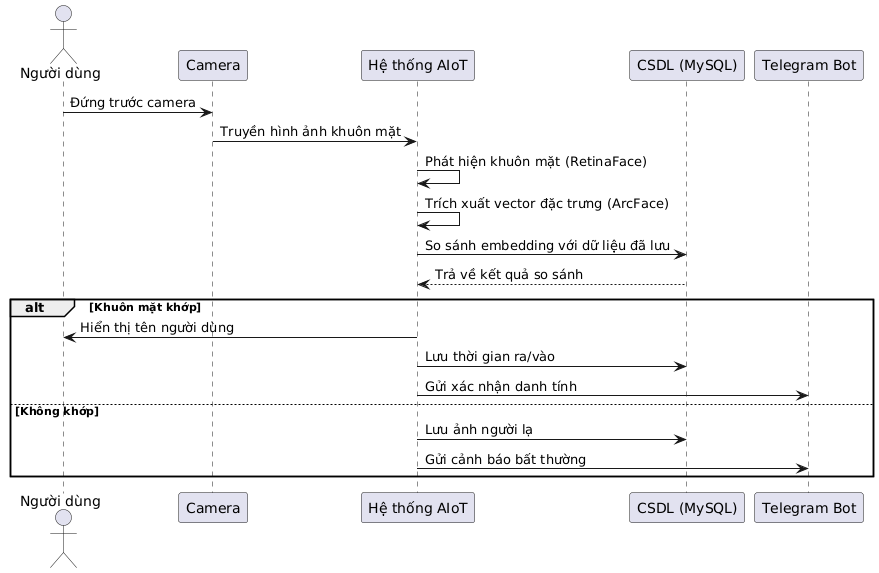 Người dùng
Camera
Hệ thống AIoT
CSDL (MySQL)
Telegram Bot
Đứng trước camera
Truyền hình ảnh khuôn mặt
Phát hiện khuôn mặt (RetinaFace)
Trích xuất vector đặc trưng (ArcFace)
So sánh embedding với dữ liệu đã lưu
Trả về kết quả so sánh
alt [Khuôn mặt khớp]
Hiển thị tên người dùng
Lưu thời gian ra/vào
Gửi xác nhận danh tính
[Không khớp]
Lưu ảnh người lạ
Gửi cảnh báo bất thường
Người dùng
Camera
Hệ thống AIoT
CSDL (MySQL)
Telegram Bot